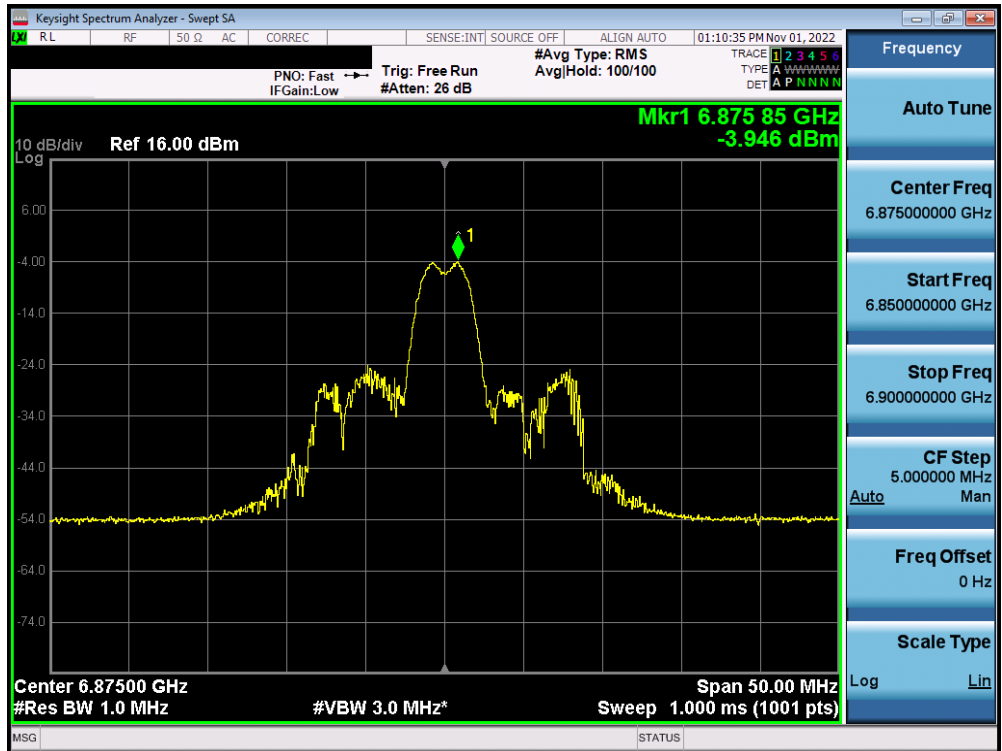 Keysight Spectrum Analyzer - Swept SA
LXI RL RF 50 Ω AC CORREC SENSE:INT SOURCE OFF ALIGN AUTO 01:10:35 PM Nov 01, 2022
PNO: Fast
IFGain:Low
Trig: Free Run
#Atten: 26 dB
#Avg Type: RMS
Avg|Hold: 100/100
TRACE 1 2 3 4 5 6
TYPE A WWWWW
DET A P N N N N
Mkr1 6.875 85 GHz
-3.946 dBm
10 dB/div Ref 16.00 dBm
Log
6.00
1
-4.00
-14.0
-24.0
-34.0
-44.0
-54.0
-64.0
-74.0
Center 6.87500 GHz Span 50.00 MHz
#Res BW 1.0 MHz #VBW 3.0 MHz* Sweep 1.000 ms (1001 pts)
MSG STATUS
Frequency
Auto Tune
Center Freq
6.875000000 GHz
Start Freq
6.850000000 GHz
Stop Freq
6.900000000 GHz
CF Step
5.000000 MHz
Auto Man
Freq Offset
0 Hz
Scale Type
Log Lin